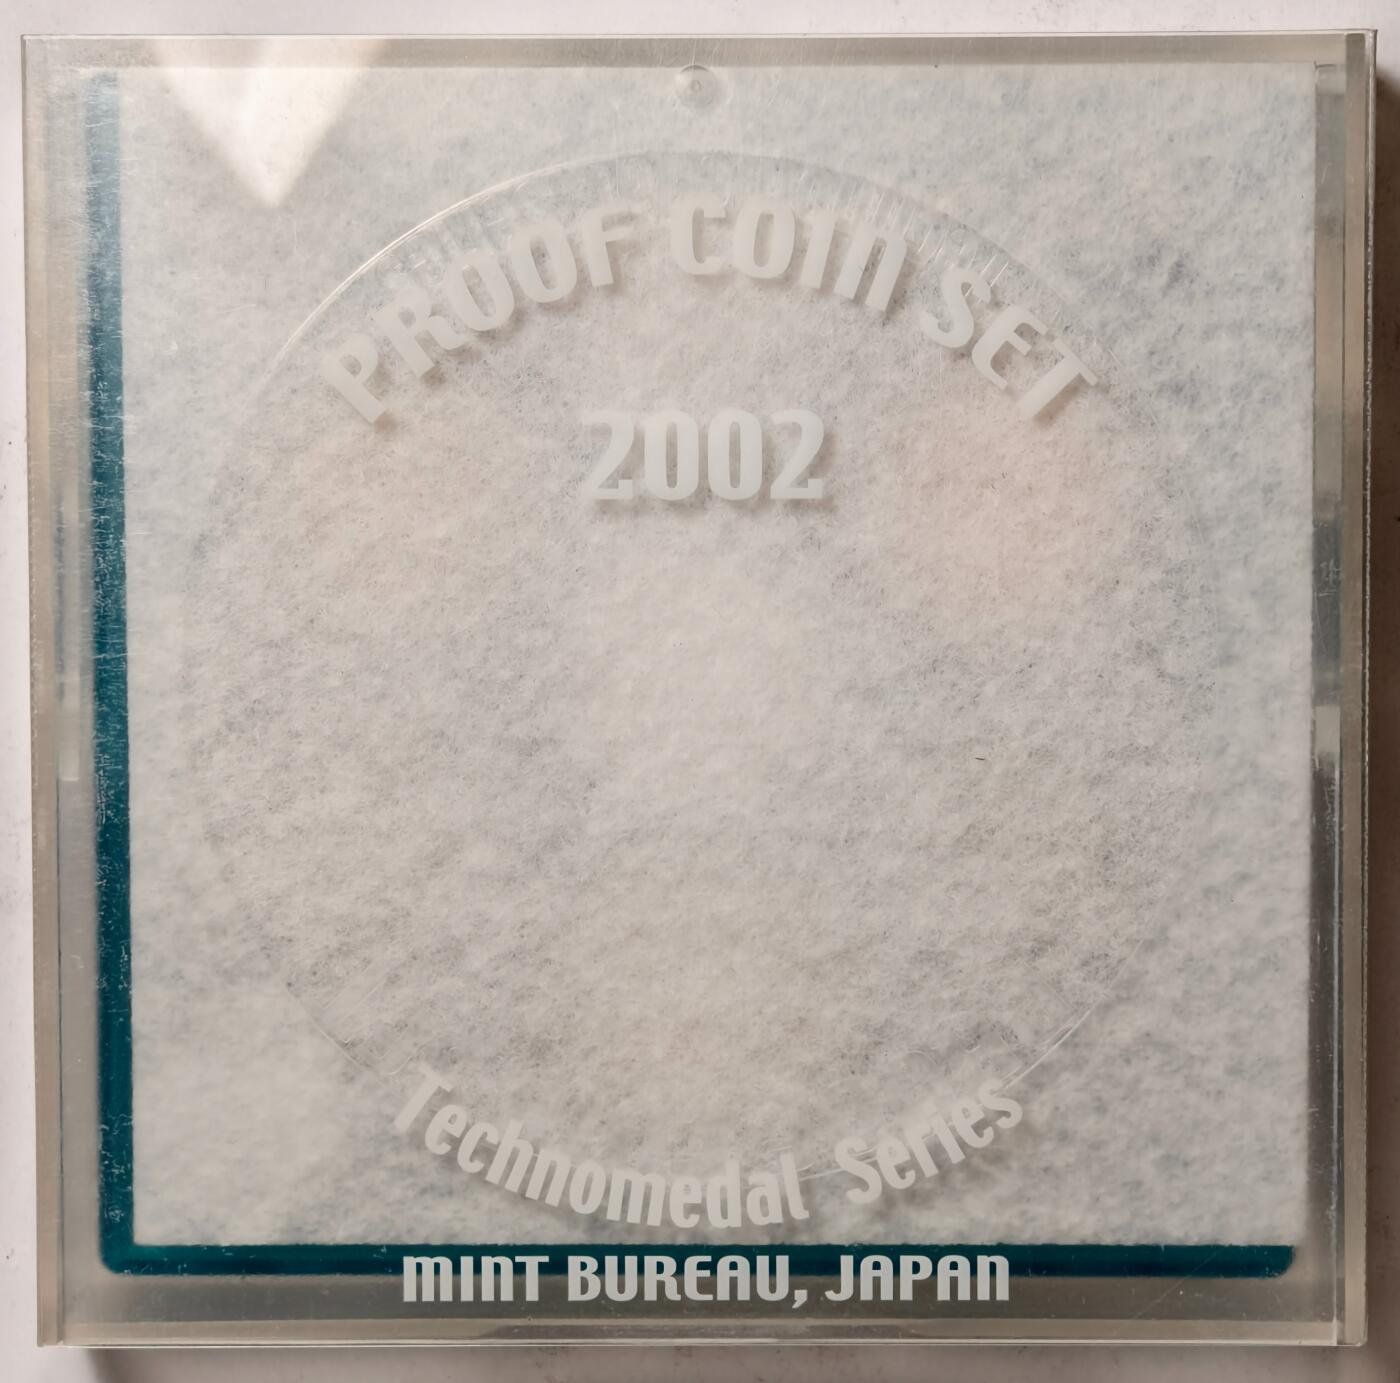 PROOF COIN SET
2002
Technomedal Series
MINT BUREAU, JAPAN